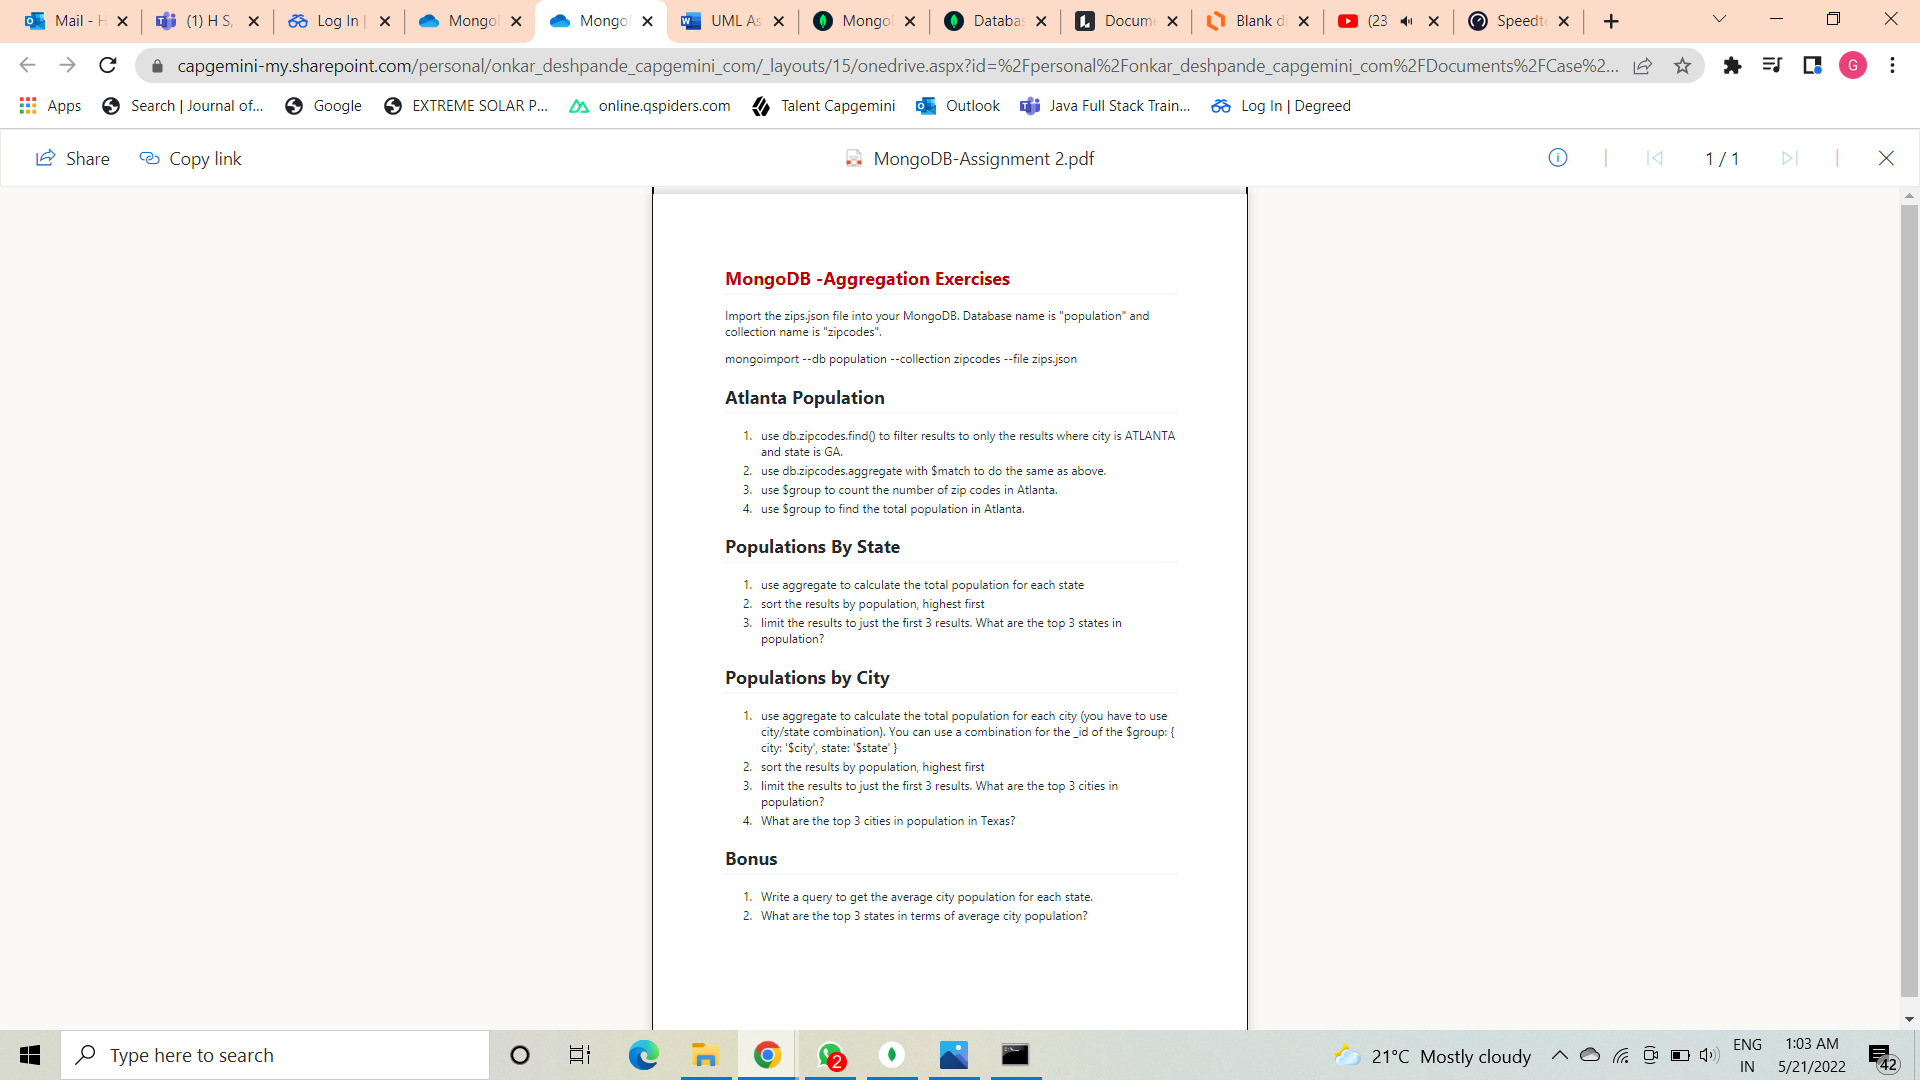 Mail - H
(1) H S,
Log In |
Mongo
Mongo
UML As
Mongo
Databas
Docume
Blank d
(23
Speedte
capgemini-my.sharepoint.com/personal/onkar_deshpande_capgemini_com/_layouts/15/onedrive.aspx?id=%2Fpersonal%2Fonkar_deshpande_capgemini_com%2FDocuments%2FCase%2...
G
Apps
Search | Journal of...
Google
EXTREME SOLAR P...
online.qspiders.com
Talent Capgemini
Outlook
Java Full Stack Train...
Log In | Degreed
Share
Copy link
MongoDB-Assignment 2.pdf
1 / 1
MongoDB -Aggregation Exercises
Import the zips.json file into your MongoDB. Database name is "population" and
collection name is "zipcodes".
mongoimport --db population --collection zipcodes --file zips.json
Atlanta Population
1. use db.zipcodes.find() to filter results to only the results where city is ATLANTA
and state is GA.
2. use db.zipcodes.aggregate with $match to do the same as above.
3. use $group to count the number of zip codes in Atlanta.
4. use $group to find the total population in Atlanta.
Populations By State
1. use aggregate to calculate the total population for each state
2. sort the results by population, highest first
3. limit the results to just the first 3 results. What are the top 3 states in
population?
Populations by City
1. use aggregate to calculate the total population for each city (you have to use
city/state combination). You can use a combination for the _id of the $group: {
city: '$city', state: '$state' }
2. sort the results by population, highest first
3. limit the results to just the first 3 results. What are the top 3 cities in
population?
4. What are the top 3 cities in population in Texas?
Bonus
1. Write a query to get the average city population for each state.
2. What are the top 3 states in terms of average city population?
Type here to search
2
21°C Mostly cloudy
ENG
IN
1:03 AM
5/21/2022
42